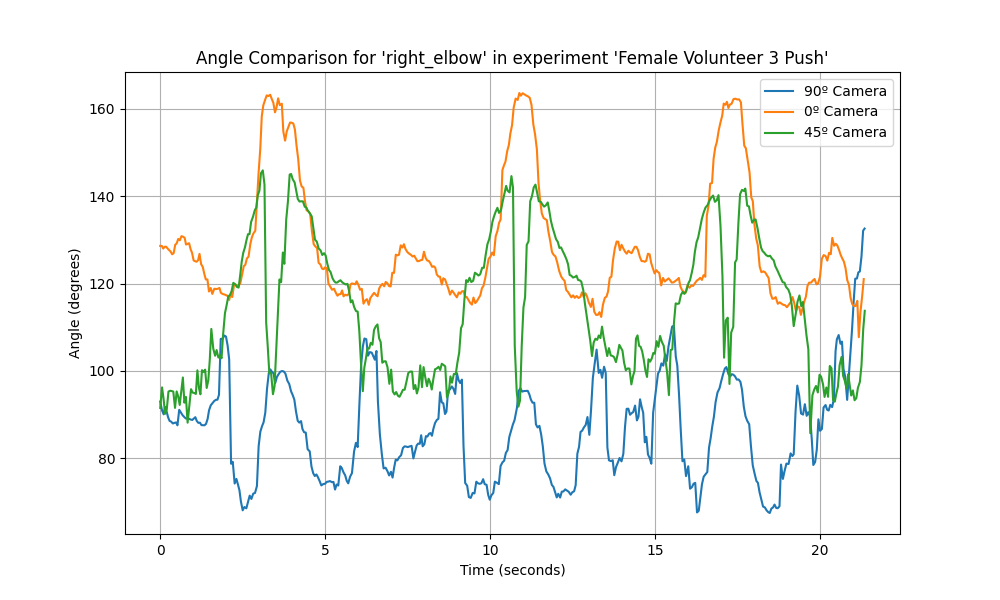 Angle Comparison for 'right_elbow' in experiment 'Female Volunteer 3 Push'
90º Camera
0º Camera
45º Camera
160
140
120
100
80
Angle (degrees)
0 5 10 15 20
Time (seconds)